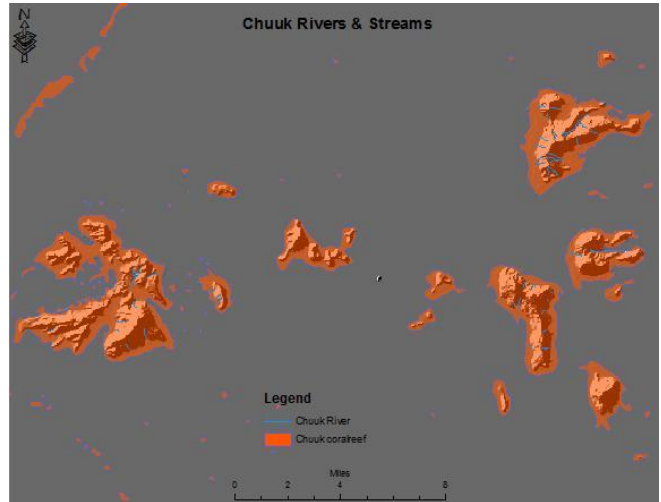 N
Chuuk Rivers & Streams
Legend
Chuuk River
Chuuk coralreef
Miles
0 2 4 8